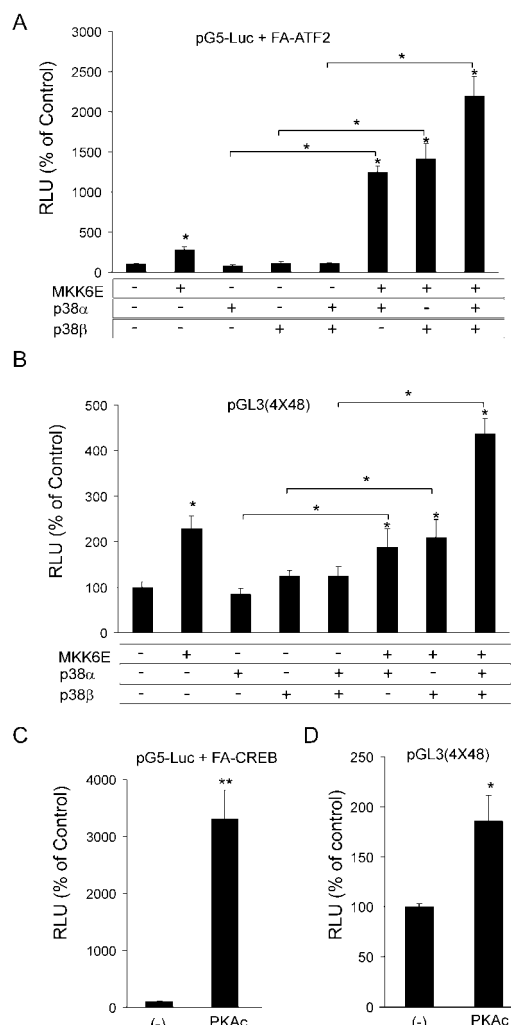 A
pG5-Luc + FA-ATF2
RLU (% of Control)
3000
2500
2000
1500
1000
500
0
* * * * * * *
MKK6E - + - - - + + +
p38α - - + - + + - +
p38β - - - + + - + +
B
pGL3(4X48)
RLU (% of Control)
500
400
300
200
100
0
* * * * * * *
MKK6E - + - - - + + +
p38α - - + - + + - +
p38β - - - + + - + +
C
pG5-Luc + FA-CREB
RLU (% of Control)
4000
3000
2000
1000
0
**
(-) PKAc
D
pGL3(4X48)
RLU (% of control)
250
200
150
100
50
0
*
(-) PKAc